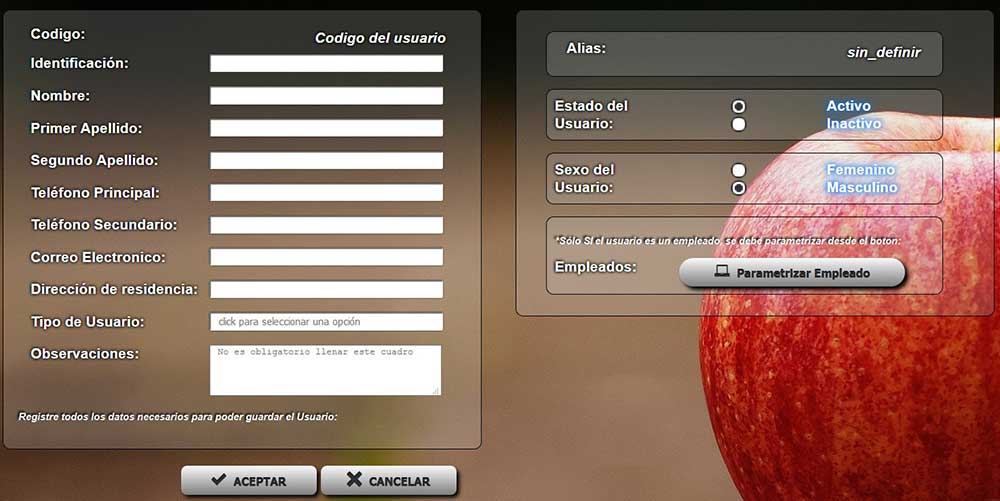 Codigo: Codigo del usuario
Identificación:
Nombre:
Primer Apellido:
Segundo Apellido:
Teléfono Principal:
Teléfono Secundario:
Correo Electronico:
Dirección de residencia:
Tipo de Usuario: click para seleccionar una opción
Observaciones: No es obligatorio llenar este cuadro
Registre todos los datos necesarios para poder guardar el Usuario:
ACEPTAR CANCELAR
Alias: sin_definir
Estado del Activo
Usuario: Inactivo
Sexo del Femenino
Usuario: Masculino
*Sólo SI el usuario es un empleado, se debe parametrizar desde el boton:
Empleados: Parametrizar Empleado